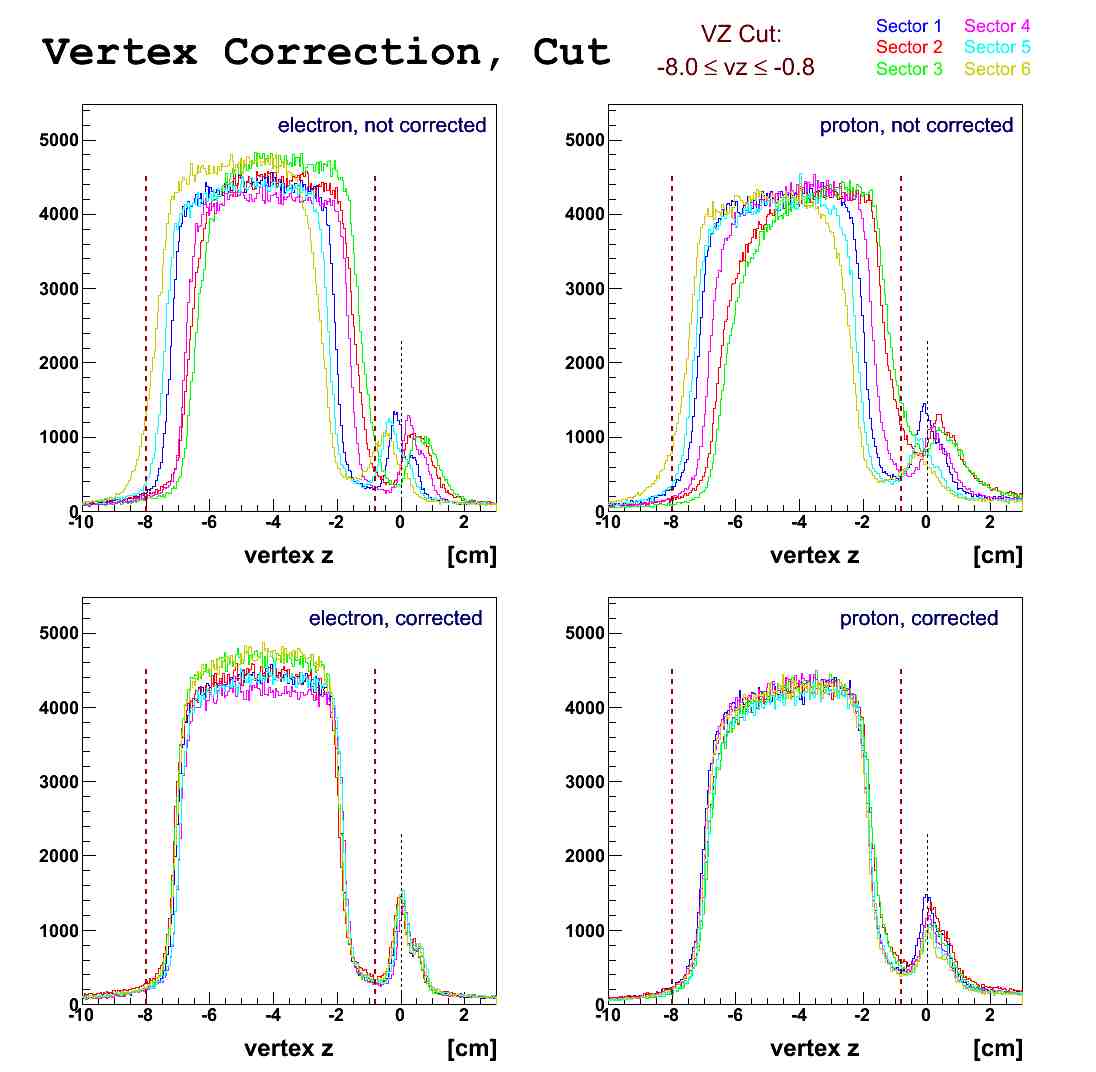 Vertex Correction, Cut
VZ Cut:
-8.0 ≤ vz ≤ -0.8
Sector 1 Sector 4
Sector 2 Sector 5
Sector 3 Sector 6
electron, not corrected
5000
4000
3000
2000
1000
0
-10 -8 -6 -4 -2 0 2
vertex z [cm]
proton, not corrected
5000
4000
3000
2000
1000
0
-10 -8 -6 -4 -2 0 2
vertex z [cm]
electron, corrected
5000
4000
3000
2000
1000
0
-10 -8 -6 -4 -2 0 2
vertex z [cm]
proton, corrected
5000
4000
3000
2000
1000
0
-10 -8 -6 -4 -2 0 2
vertex z [cm]